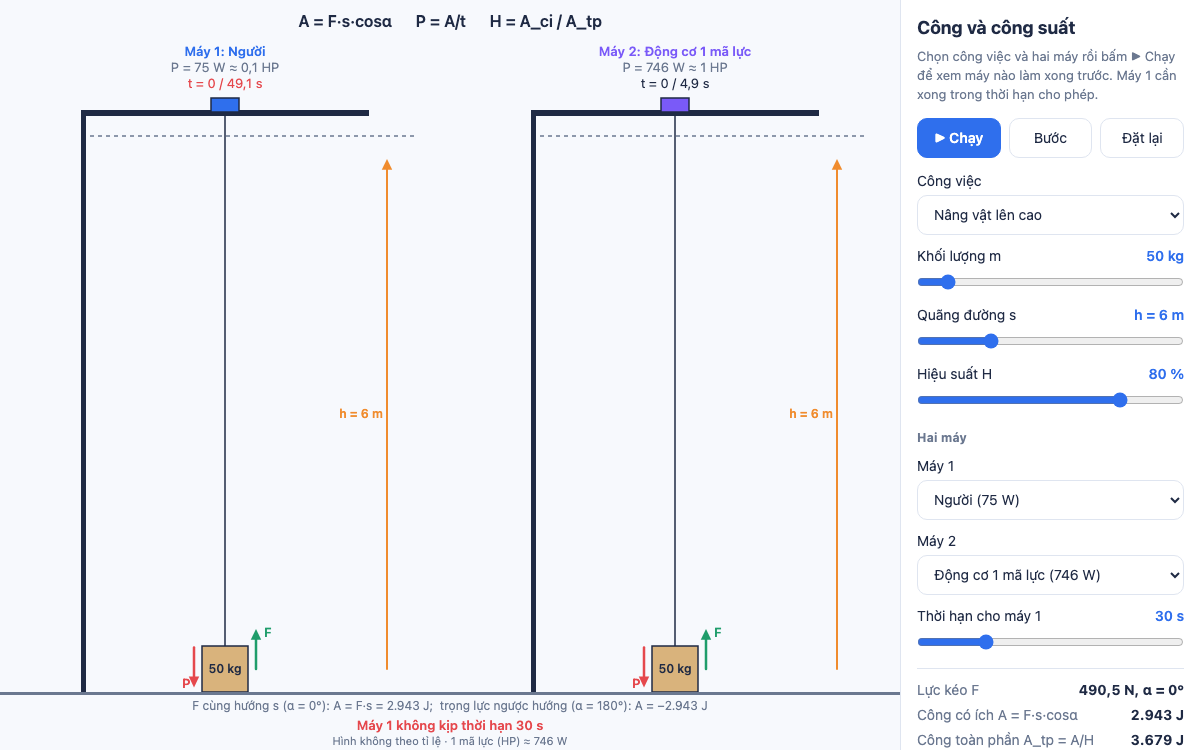 A = F·s·cosα P = A/t H = A_ci / A_tp
Máy 1: Người
P = 75 W ≈ 0,1 HP
t = 0 / 49,1 s
Máy 2: Động cơ 1 mã lực
P = 746 W ≈ 1 HP
t = 0 / 4,9 s
h = 6 m
h = 6 m
F
P
50 kg
F
P
50 kg
F cùng hướng s (α = 0°): A = F·s = 2.943 J; trọng lực ngược hướng (α = 180°): A = −2.943 J
Máy 1 không kịp thời hạn 30 s
Hình không theo tỉ lệ · 1 mã lực (HP) ≈ 746 W
Công và công suất
Chọn công việc và hai máy rồi bấm ▶ Chạy
để xem máy nào làm xong trước. Máy 1 cần
xong trong thời hạn cho phép.
▶ Chạy
Bước
Đặt lại
Công việc
Nâng vật lên cao
Khối lượng m 50 kg
Quãng đường s h = 6 m
Hiệu suất H 80 %
Hai máy
Máy 1
Người (75 W)
Máy 2
Động cơ 1 mã lực (746 W)
Thời hạn cho máy 1 30 s
Lực kéo F 490,5 N, α = 0°
Công có ích A = F·s·cosα 2.943 J
Công toàn phần A_tp = A/H 3.679 J